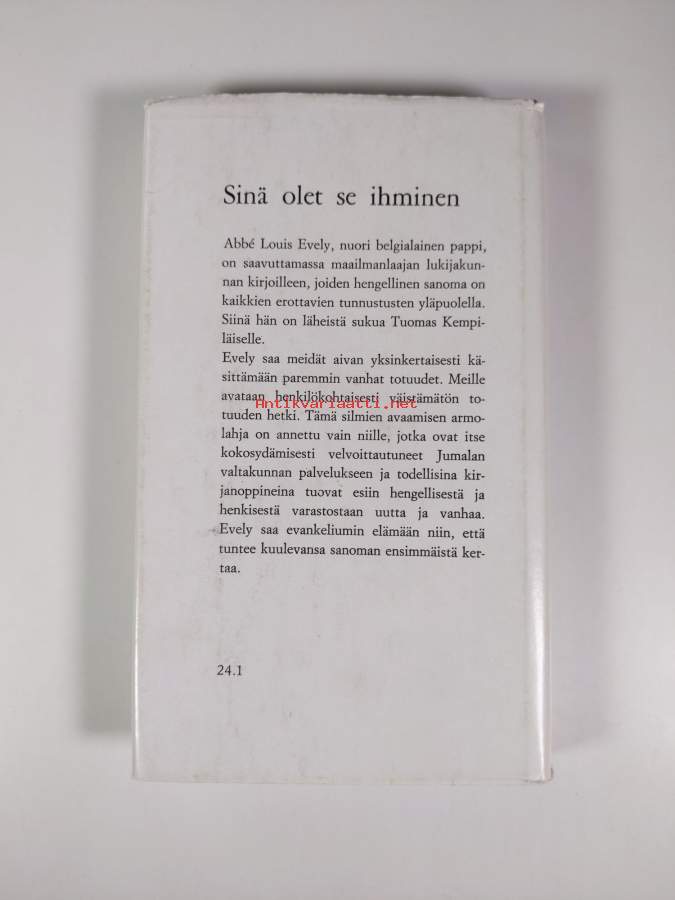 Sinä olet se ihminen
Abbé Louis Evely, nuori belgialainen pappi,
on saavuttamassa maailmanlaajan lukijakun-
nan kirjoilleen, joiden hengellinen sanoma on
kaikkien erottavien tunnustusten yläpuolella.
Siinä hän on läheistä sukua Tuomas Kempi-
läiselle.
Evely saa meidät aivan yksinkertaisesti kä-
sittämään paremmin vanhat totuudet. Meille
avataan henkilökohtaisesti väistämätön to-
Antikvariaatti.net
tuuden hetki. Tämä silmien avaamisen armo-
lahja on annettu vain niille, jotka ovat itse
kokosydämisesti velvoittautuneet Jumalan
valtakunnan palvelukseen ja todellisina kir-
janoppineina tuovat esiin hengellisestä ja
henkisestä varastostaan uutta ja vanhaa.
Evely saa evankeliumin elämään niin, että
tuntee kuulevansa sanoman ensimmäistä ker-
taa.
24.1